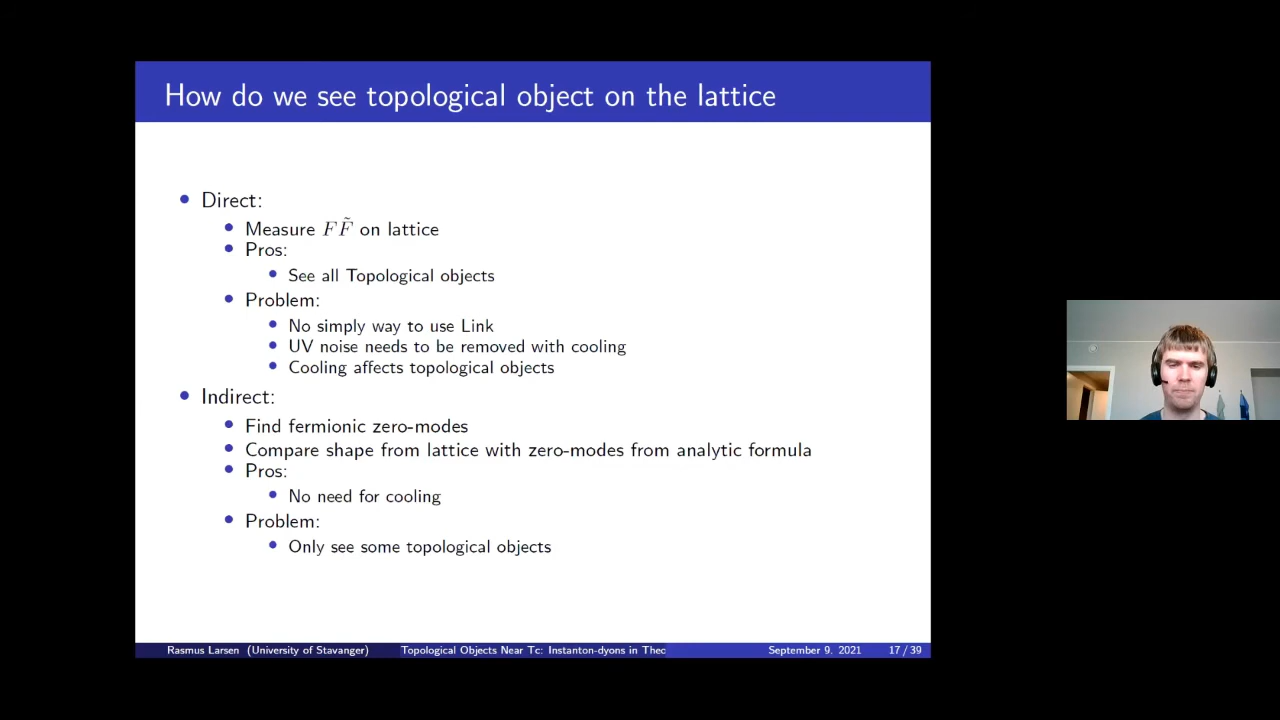 How do we see topological object on the lattice
• Direct:
• Measure FF̃ on lattice
• Pros:
• See all Topological objects
• Problem:
• No simply way to use Link
• UV noise needs to be removed with cooling
• Cooling affects topological objects
• Indirect:
• Find fermionic zero-modes
• Compare shape from lattice with zero-modes from analytic formula
• Pros:
• No need for cooling
• Problem:
• Only see some topological objects
Rasmus Larsen (University of Stavanger) Topological Objects Near Tc: Instanton-dyons in Theo September 9. 2021 17 / 39